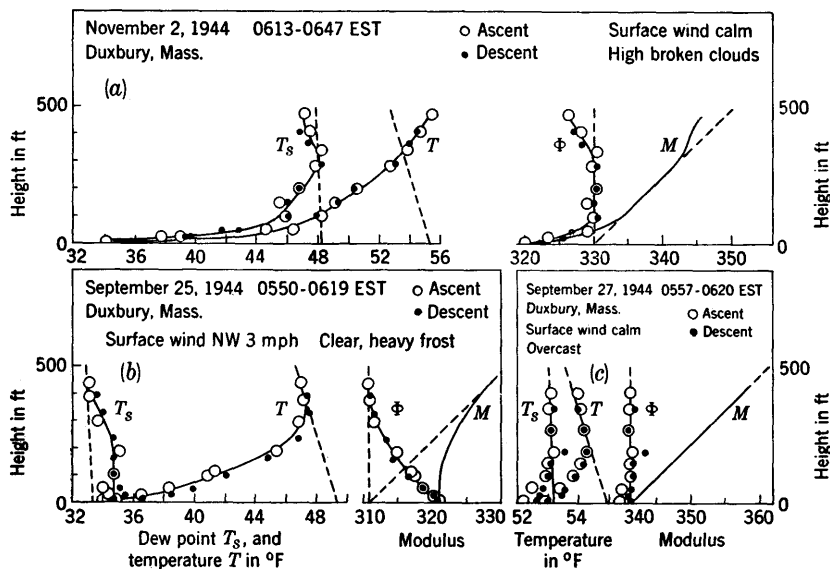 November 2, 1944 0613-0647 EST
Duxbury, Mass.
Ascent
Descent
Surface wind calm
High broken clouds
(a)
Height in ft
500
0
T_s
T
Φ
M
500
0
Height in ft
32 36 40 44 48 52 56
320 330 340 350
September 25, 1944 0550-0619 EST
Duxbury, Mass.
Ascent
Descent
Surface wind NW 3 mph Clear, heavy frost
(b)
Height in ft
500
0
T_s
T
Φ
M
32 36 40 44 48
310 320 330
Dew point T_s, and
temperature T in °F
Modulus
September 27, 1944 0557-0620 EST
Duxbury, Mass.
Surface wind calm
Overcast
Ascent
Descent
(c)
T_s
T
Φ
M
500
0
Height in ft
52 54 340 350 360
Temperature
in °F
Modulus